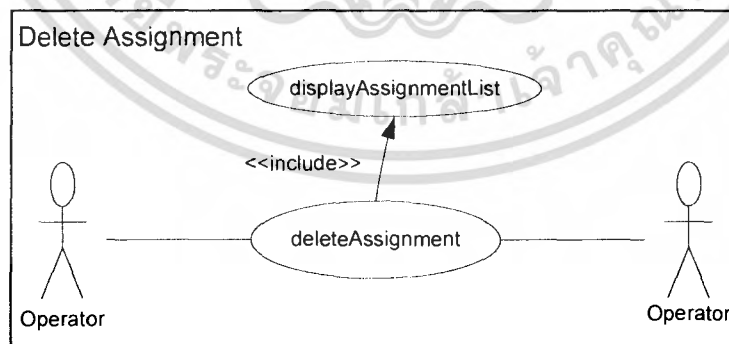 Delete Assignment
displayAssignmentList
<<include>>
deleteAssignment
Operator
Operator